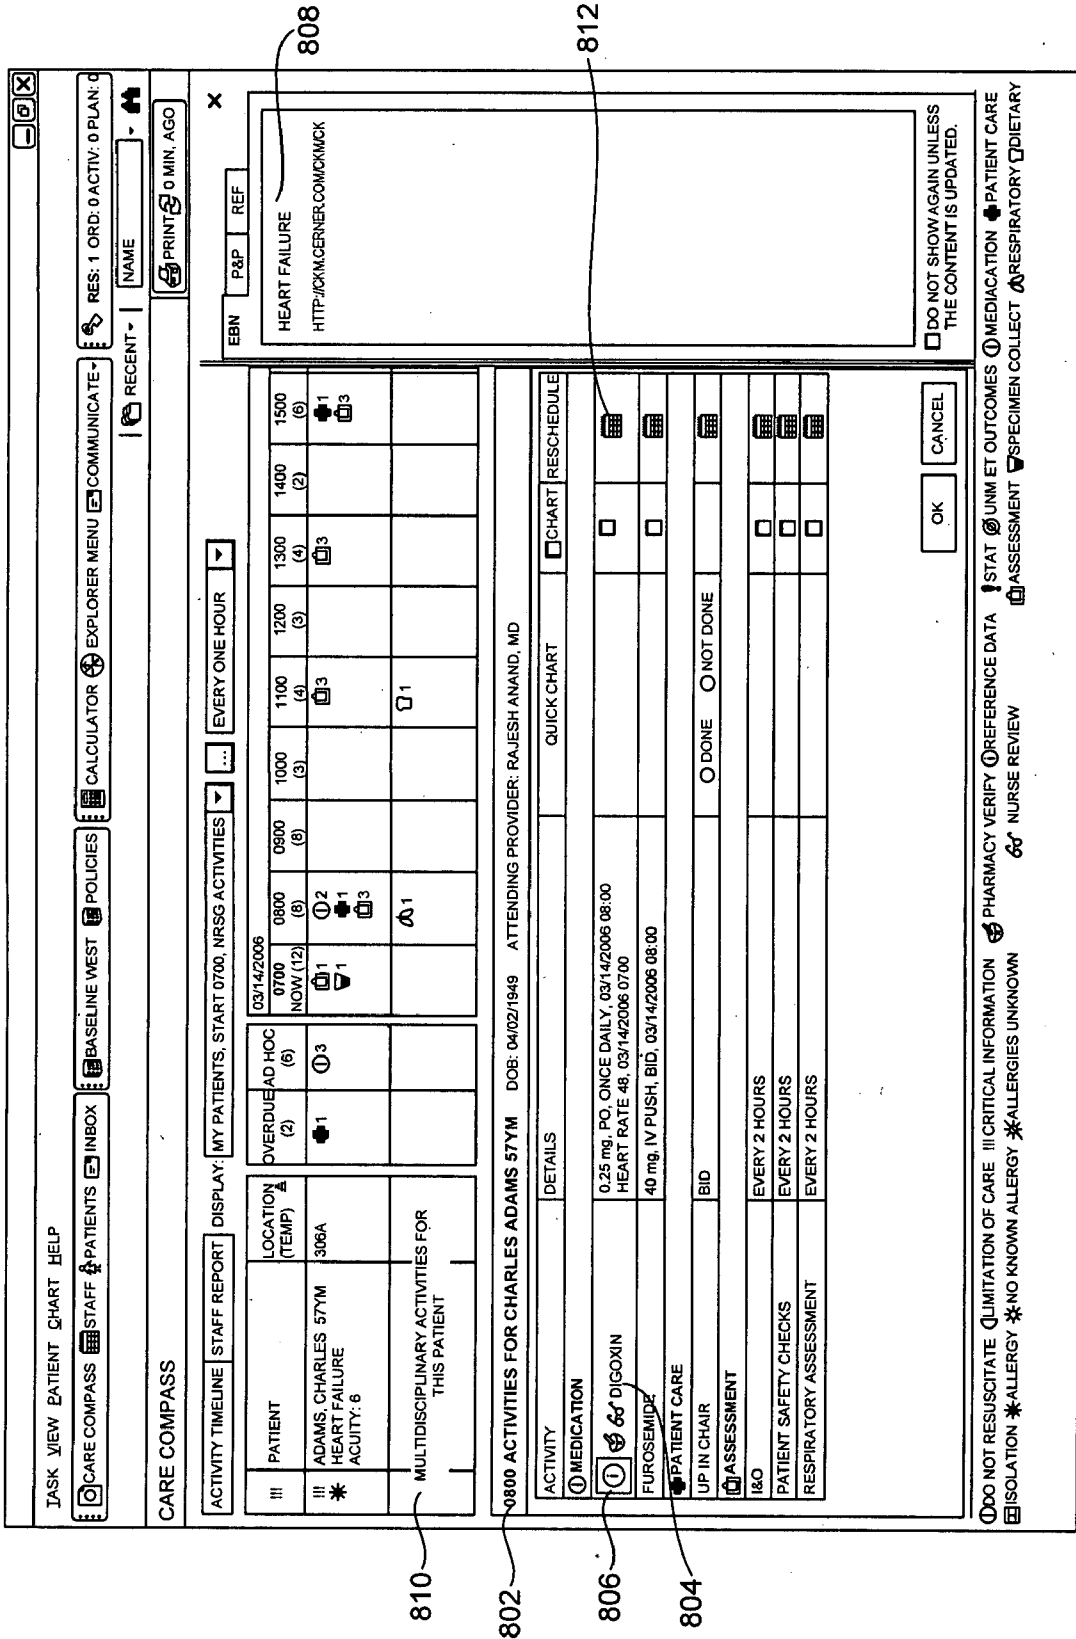 TASK VIEW PATIENT CHART HELP
CARE COMPASS STAFF PATIENTS INBOX BASELINE WEST POLICIES CALCULATOR EXPLORER MENU COMMUNICATE RES: 1 ORD: 0 ACTIV: 0 PLAN: 0
RECENT NAME
CARE COMPASS PRINT 0 MIN, AGO
ACTIVITY TIMELINE STAFF REPORT DISPLAY: MY PATIENTS, START 0700, NRSG ACTIVITIES ... EVERY ONE HOUR
EBN P&P REF
03/14/2006
!!! PATIENT LOCATION (TEMP) OVERDUE (2) AD HOC (6) 0700 NOW (12) 0800 (8) 0900 (8) 1000 (3) 1100 (4) 1200 (3) 1300 (4) 1400 (2) 1500 (6)
!!! ADAMS, CHARLES 57YM 306A 1 3 1 2 3 3 1
HEART FAILURE 1 1 3
ACUITY: 6 3
MULTIDISCIPLINARY ACTIVITIES FOR THIS PATIENT 1 1
HEART FAILURE
HTTP://CKM.CERNER.COM/CKM/CK
808
810
0800 ACTIVITIES FOR CHARLES ADAMS 57YM DOB: 04/02/1949 ATTENDING PROVIDER: RAJESH ANAND, MD
802
ACTIVITY DETAILS QUICK CHART CHART RESCHEDULE
MEDICATION
DIGOXIN 0.25 mg, PO, ONCE DAILY, 03/14/2006 08:00
HEART RATE 48, 03/14/2006 0700
FUROSEMIDE 40 mg, IV PUSH, BID, 03/14/2006 08:00
PATIENT CARE
UP IN CHAIR BID DONE NOT DONE
ASSESSMENT
I&O EVERY 2 HOURS
PATIENT SAFETY CHECKS EVERY 2 HOURS
RESPIRATORY ASSESSMENT EVERY 2 HOURS
806
804
812
OK CANCEL
DO NOT SHOW AGAIN UNLESS
THE CONTENT IS UPDATED.
DO NOT RESUSCITATE LIMITATION OF CARE !!! CRITICAL INFORMATION PHARMACY VERIFY REFERENCE DATA STAT UNM ET OUTCOMES MEDIACATION PATIENT CARE
ISOLATION ALLERGY NO KNOWN ALLERGY ALLERGIES UNKNOWN NURSE REVIEW ASSESSMENT SPECIMEN COLLECT RESPIRATORY DIETARY